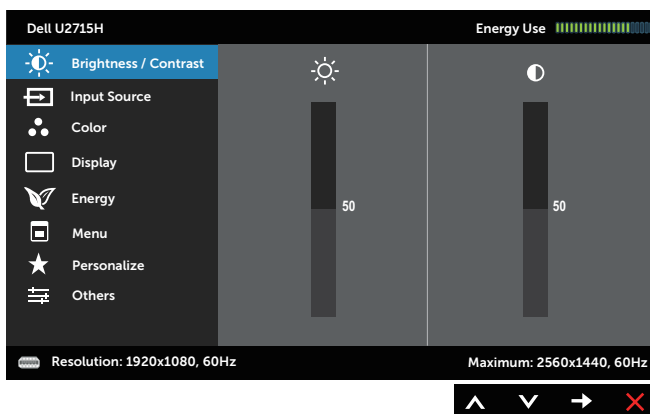 Dell U2715H
Energy Use
Brightness / Contrast
Input Source
Color
Display
Energy
Menu
Personalize
Others
50
50
Resolution: 1920x1080, 60Hz
Maximum: 2560x1440, 60Hz